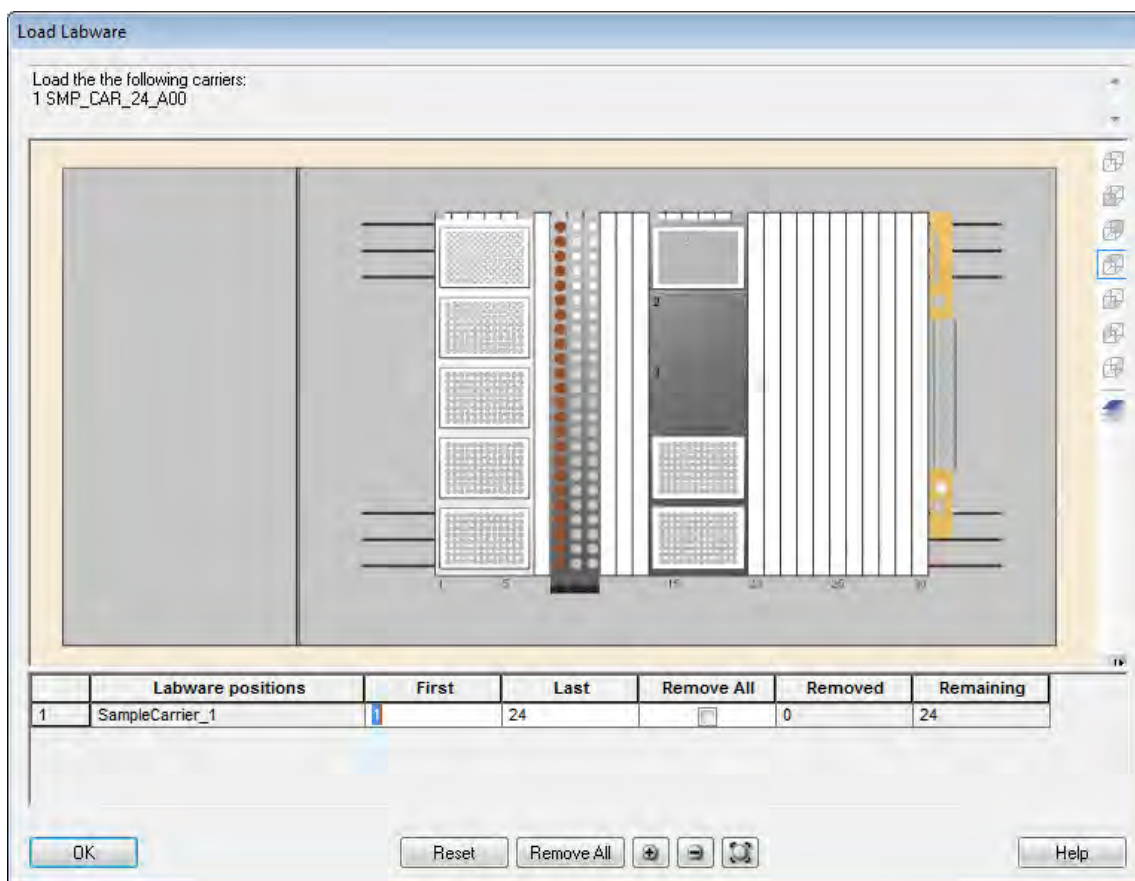 Load Labware
Load the the following carriers:
1 SMP_CAR_24_A00
2
1
1 5 15 20 25 30
Labware positions First Last Remove All Removed Remaining
1 SampleCarrier_1 1 24 0 24
OK Reset Remove All Help